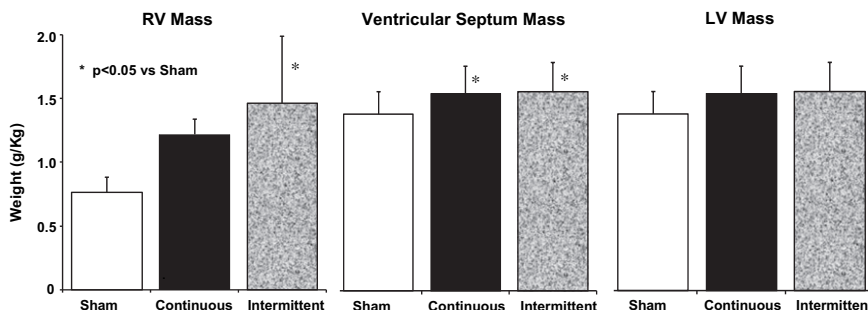 RV Mass
Ventricular Septum Mass
LV Mass
Weight (g/Kg)
2.0
1.5
1.0
0.5
0
* p<0.05 vs Sham
*
* *
Sham Continuous Intermittent
Sham Continuous Intermittent
Sham Continuous Intermitten